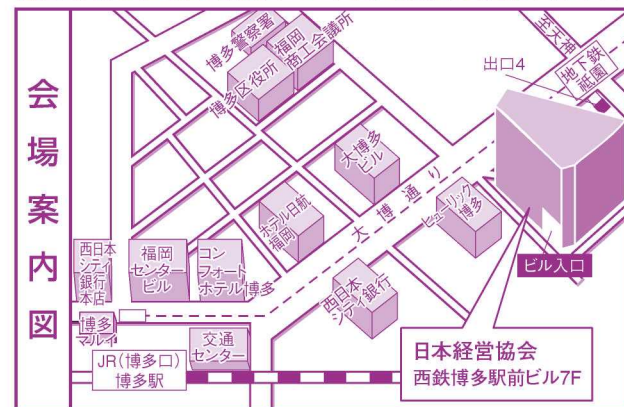 会場案内図
博多警察署
福岡
商工会議所
博多区役所
至天神
地下鉄
祇園
出口4
大博多
ビル
大博通り
ヒューリック
博多
ホテル日航
福岡
ビル入口
西日本
シティ
銀行
本店
福岡
センター
ビル
コン
フォート
ホテル博多
西日本
シティ銀行
博多
マルイ
交通
センター
JR(博多口)
博多駅
日本経営協会
西鉄博多駅前ビル7F